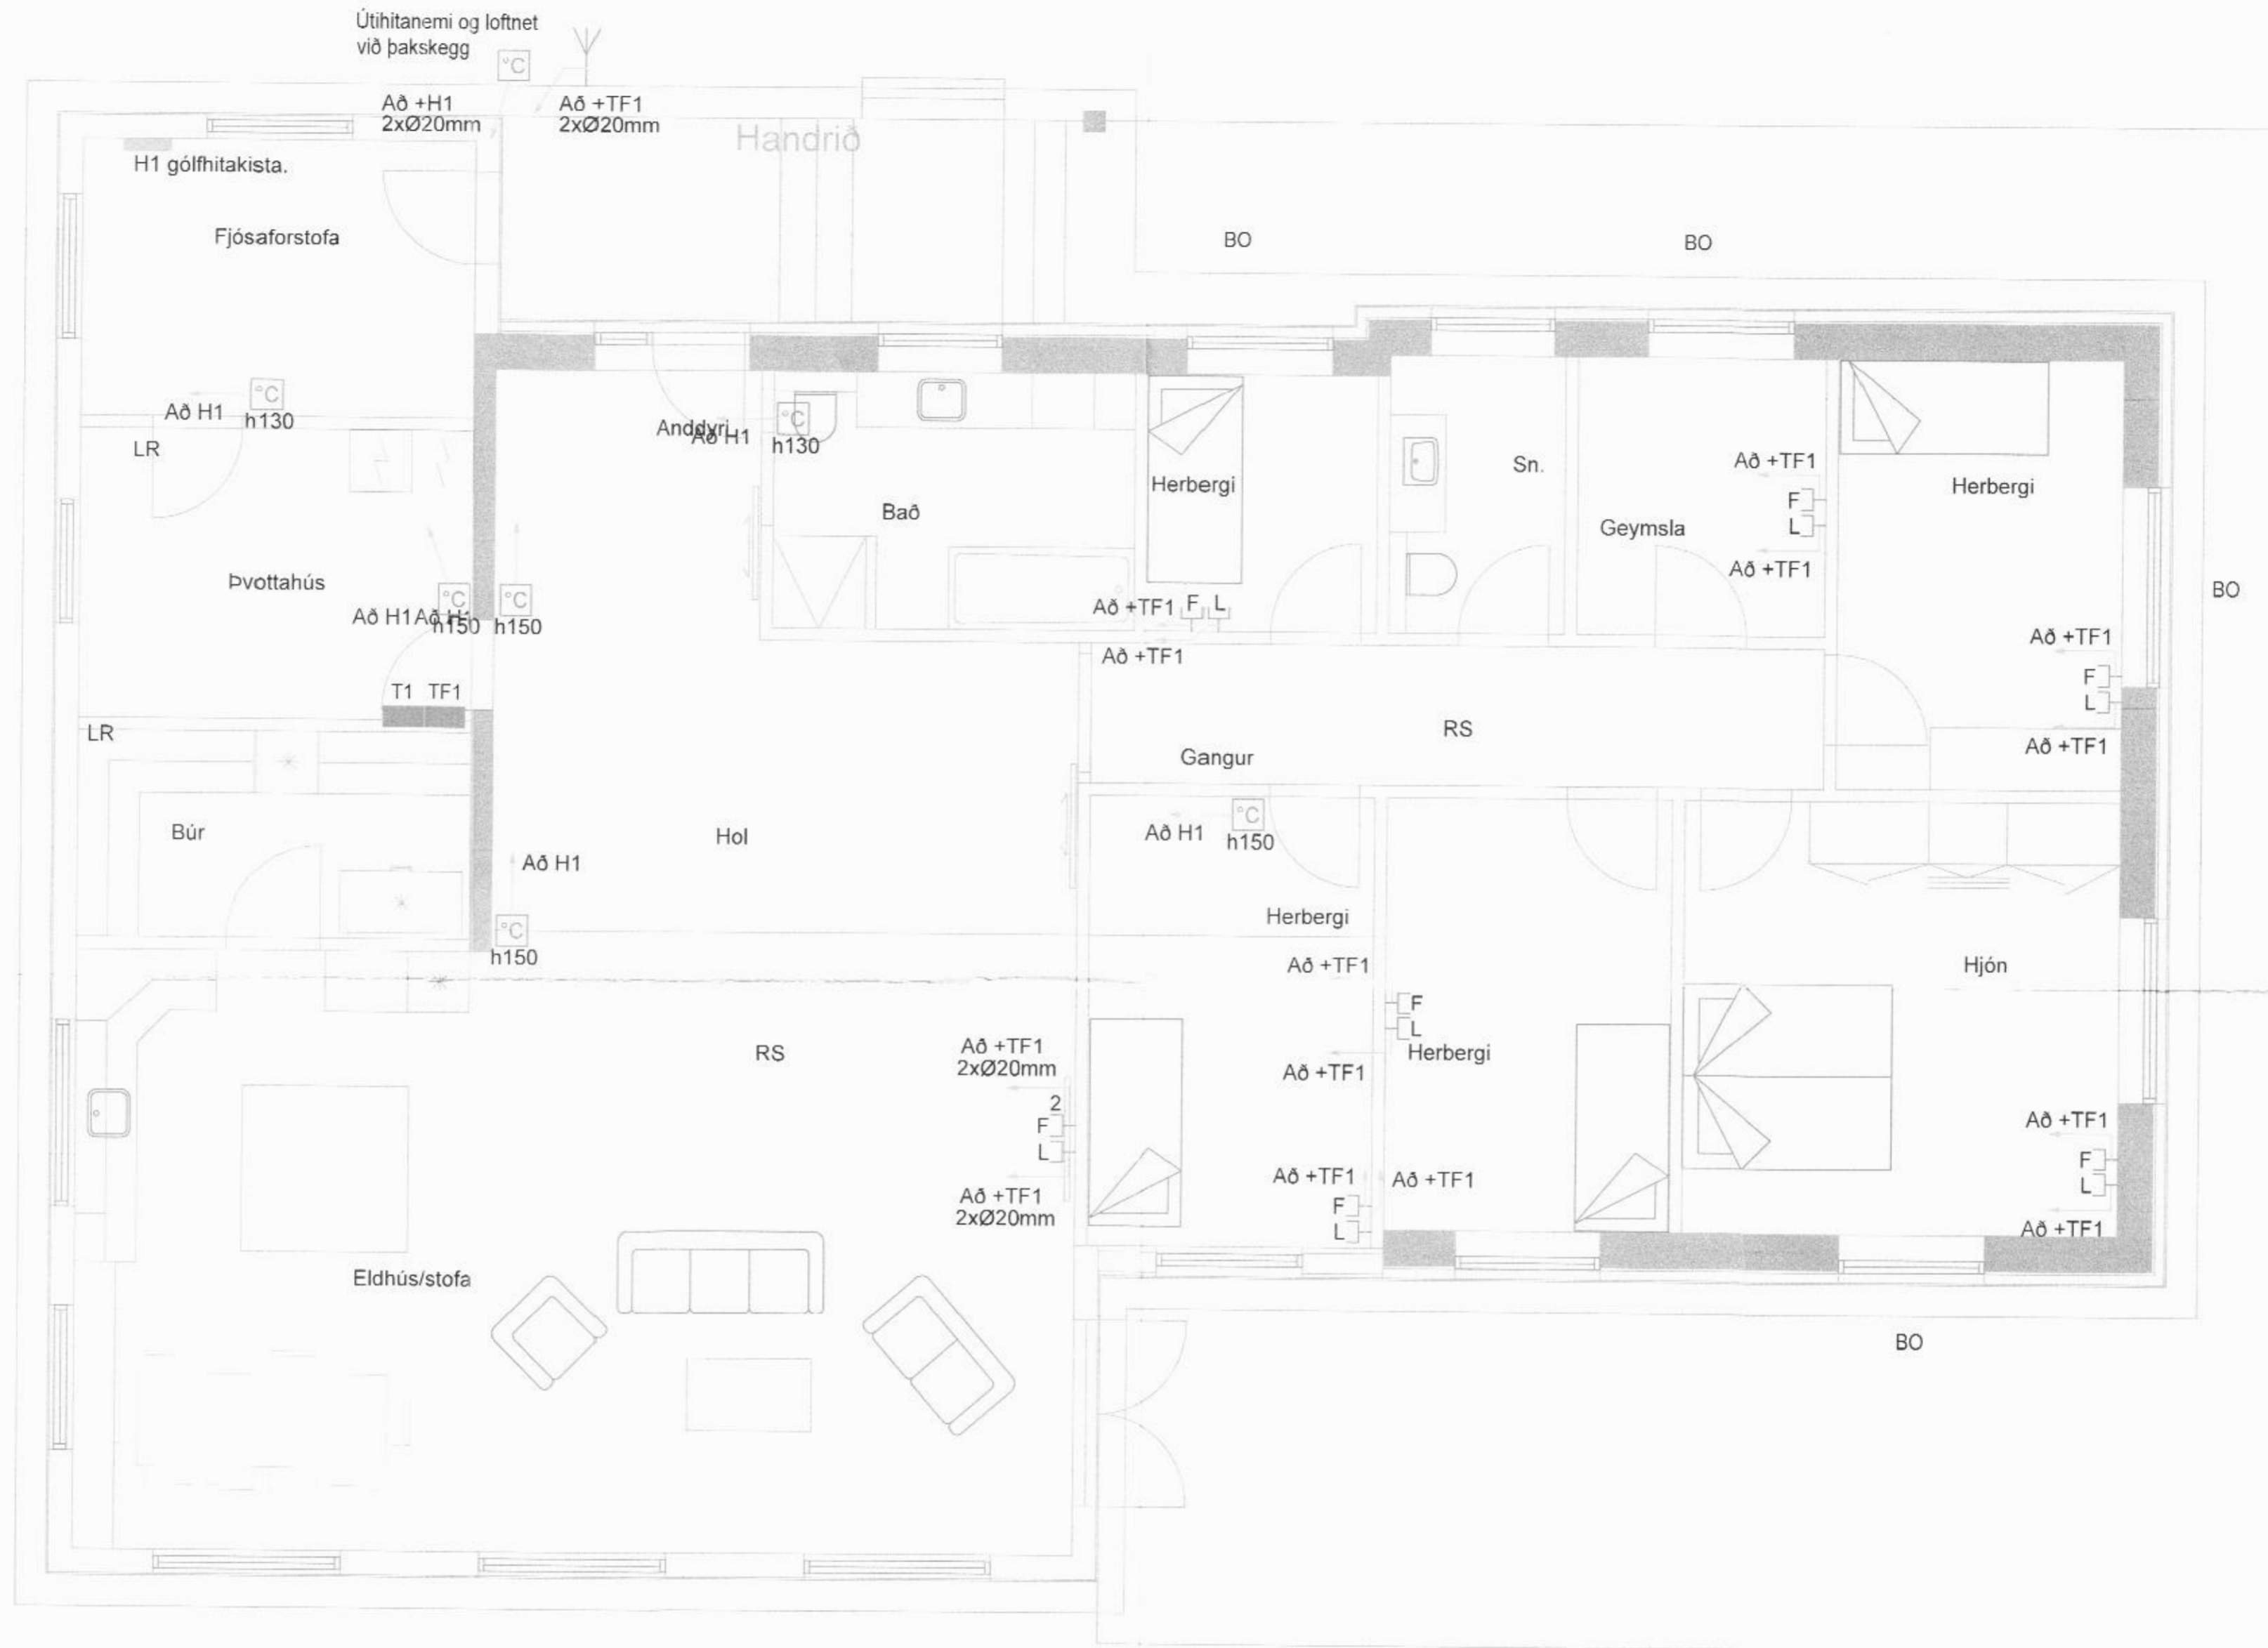 Útihitanemi og loftnet
við þakskegg
°C
Að +H1
2xØ20mm
Að +TF1
2xØ20mm
Handrið
H1 gólfhitakista.
Fjósaforstofa
BO
BO
°C
Að H1
h130
LR
Anddyri
Að H1
°C
h130
Bað
Herbergi
Sn.
Geymsla
Að +TF1
F
L
Að +TF1
Herbergi
BO
Þvottahús
°C
°C
Að H1
Að H1
h150
h150
Að +TF1
F
L
Að +TF1
Að +TF1
F
L
Að +TF1
T1
TF1
LR
RS
Gangur
Búr
Hol
Að H1
°C
h150
Að H1
°C
h150
Herbergi
Að +TF1
F
L
Að +TF1
Herbergi
Hjón
RS
Að +TF1
2xØ20mm
2
F
L
Að +TF1
2xØ20mm
Að +TF1
F
L
Að +TF1
Að +TF1
F
L
Að +TF1
Eldhús/stofa
BO